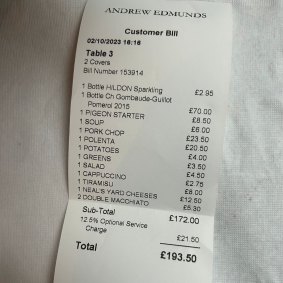 ANDREW EDMUNDS
Customer Bill
02/10/2023 16:16
Table 3
2 Covers
Bill Number 153914
1 Bottle HILDON Sparkling £2.95
1 Bottle Ch Gombaude-Guillot
Pomerol 2015 £70.00
1 PIGEON STARTER £8.50
1 SOUP £6.00
1 PORK CHOP £23.50
1 POLENTA £20.50
1 POTATOES £4.00
1 GREENS £3.50
1 SALAD £4.50
1 CAPPUCCINO £2.75
1 TIRAMISU £8.00
1 NEAL'S YARD CHEESES £12.50
2 DOUBLE MACCHIATO £5.30
Sub-Total £172.00
12.5% Optional Service
Charge £21.50
Total £193.50